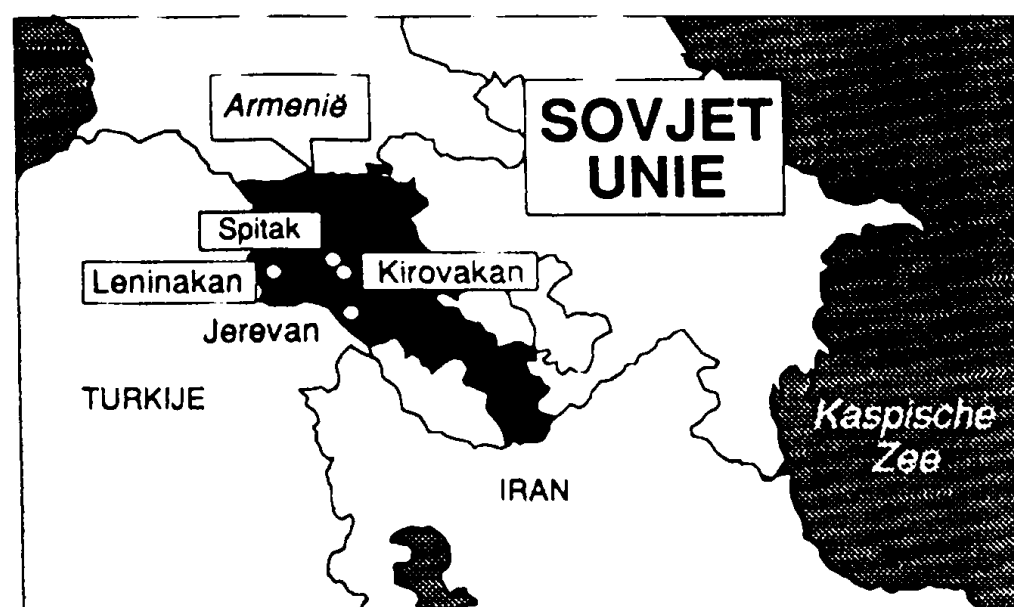 Armenië
SOVJET
UNIE
Spitak
Leninakan
Kirovakan
Jerevan
TURKIJE
Kaspische
Zee
IRAN